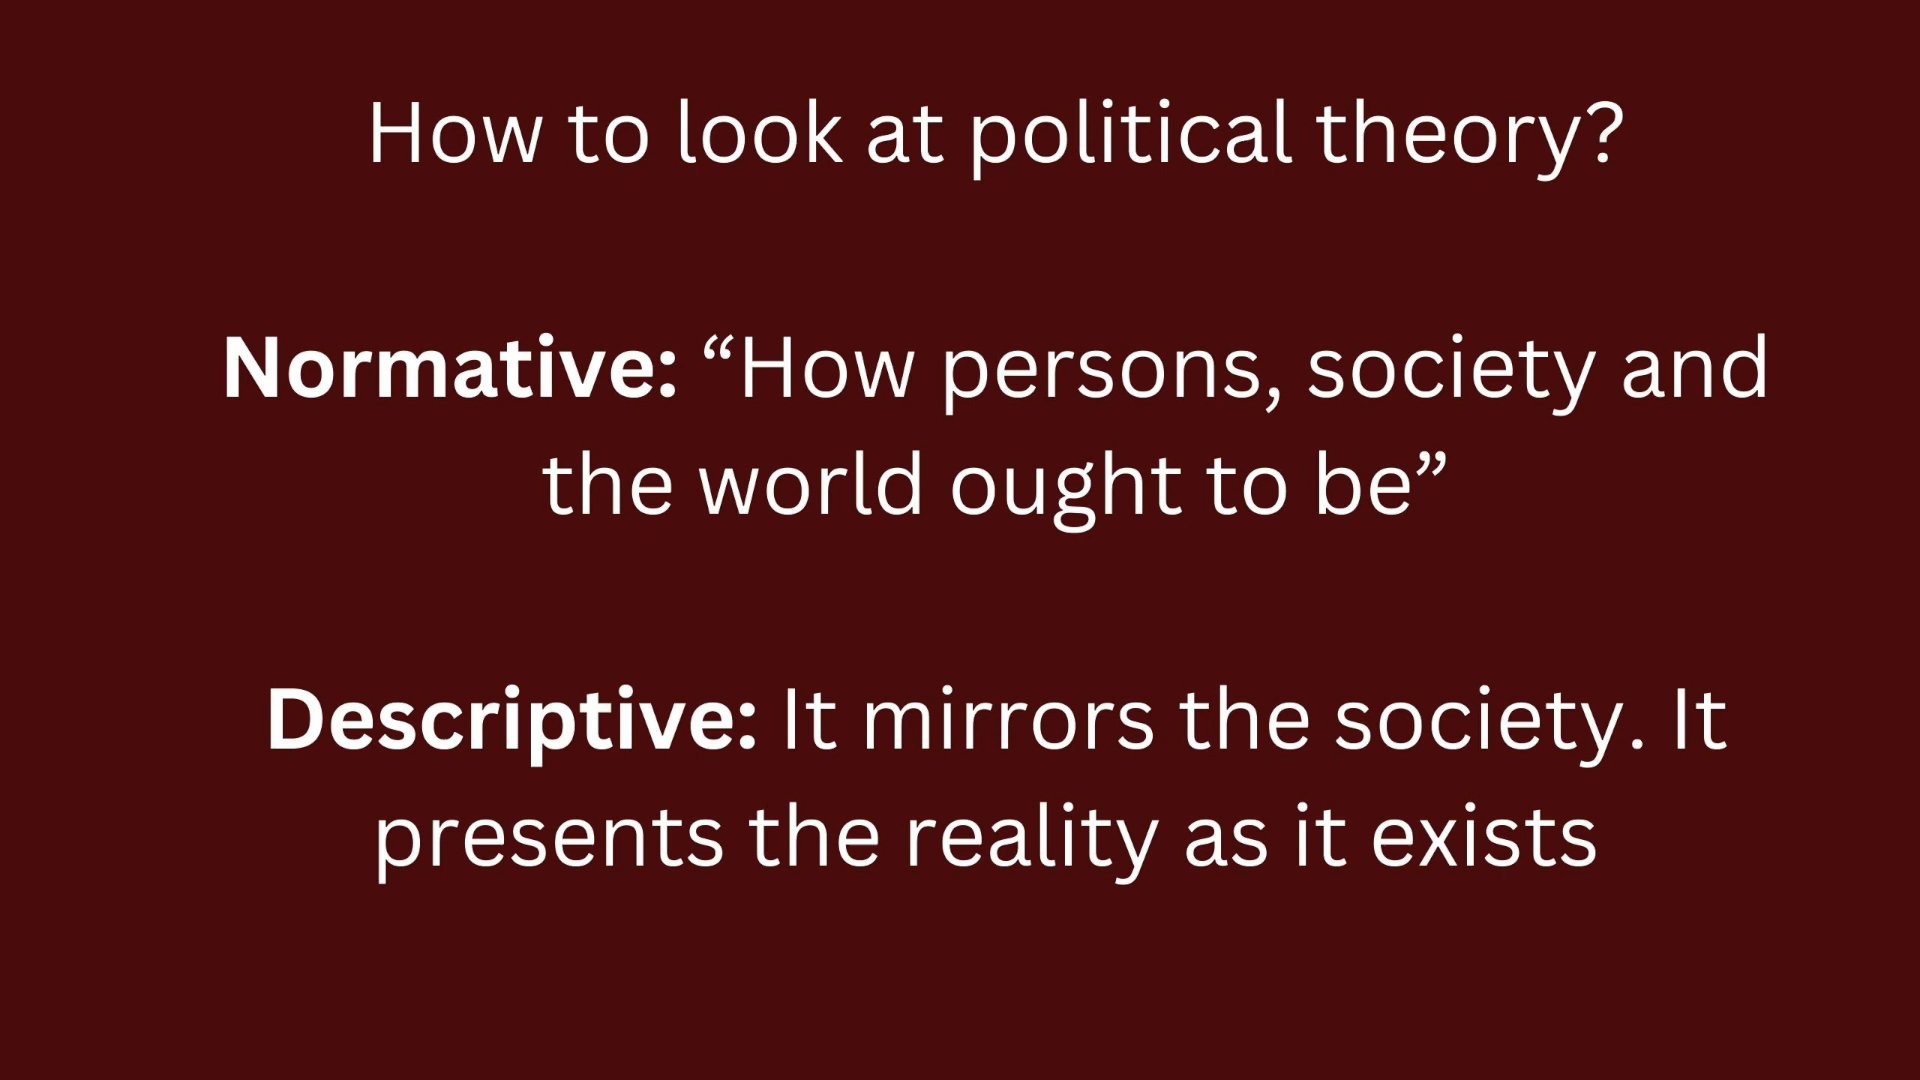 How to look at political theory?
Normative: “How persons, society and
the world ought to be”
Descriptive: It mirrors the society. It
presents the reality as it exists